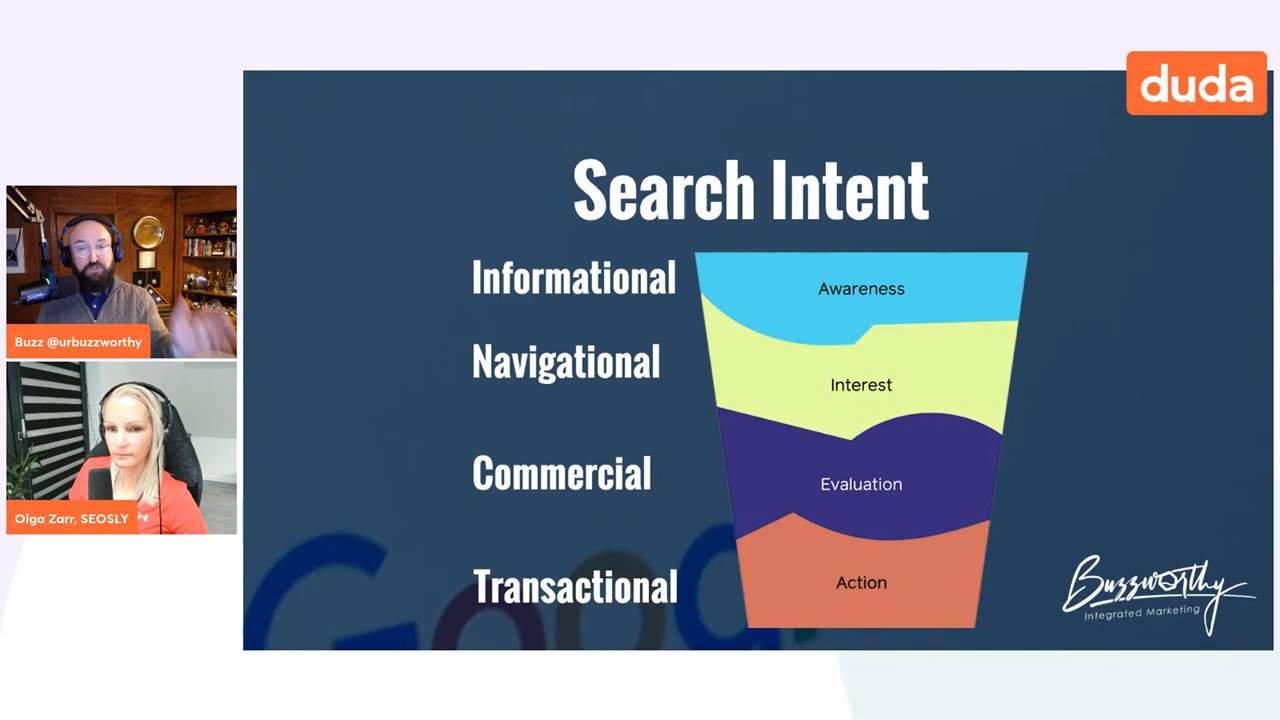 duda
Search Intent
Informational
Awareness
Navigational
Interest
Commercial
Evaluation
Transactional
Action
Buzz @urbuzzworthy
Olga Zarr, SEOSLY
Buzzworthy
Integrated Marketing
Google